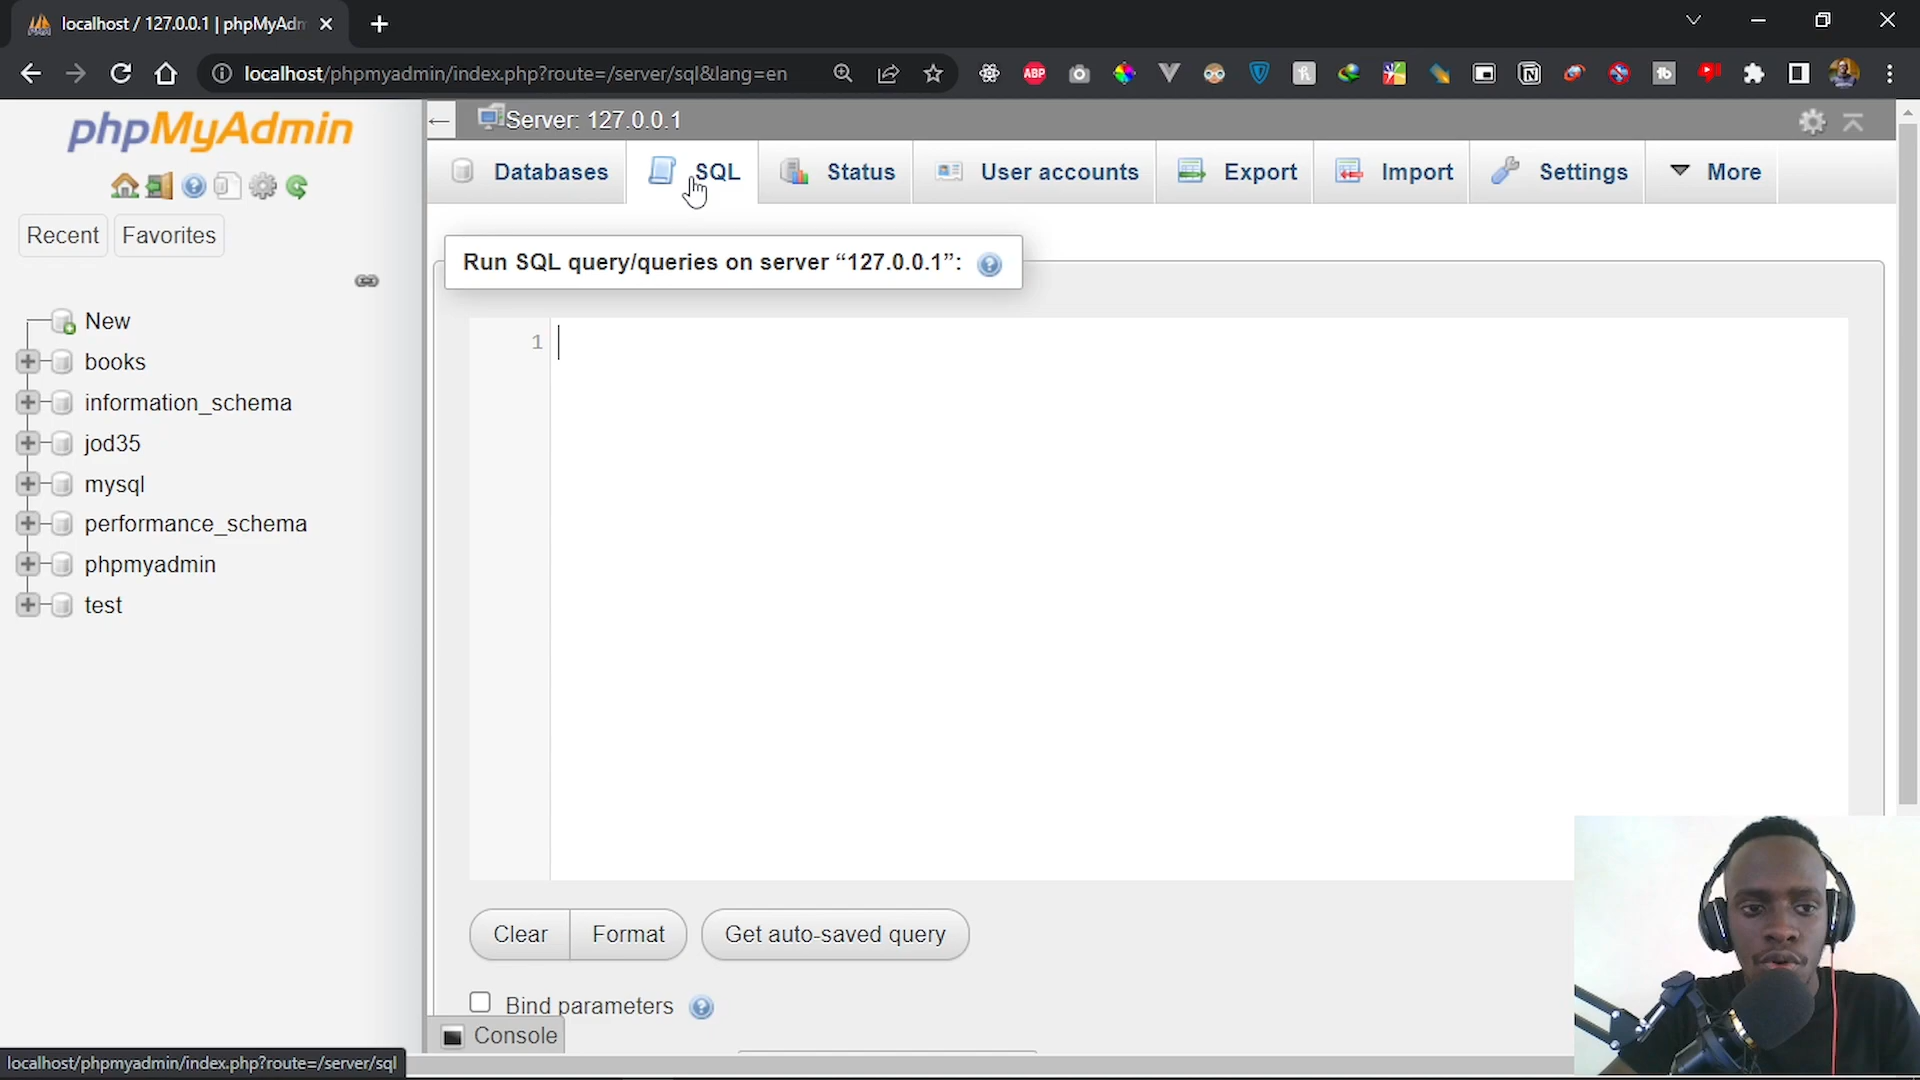 localhost / 127.0.0.1 | phpMyAdm
localhost/phpmyadmin/index.php?route=/server/sql&lang=en
ABP
phpMyAdmin
Server: 127.0.0.1
Databases
SQL
Status
User accounts
Export
Import
Settings
More
Recent
Favorites
Run SQL query/queries on server “127.0.0.1”:
1
New
books
information_schema
jod35
mysql
performance_schema
phpmyadmin
test
Clear
Format
Get auto-saved query
Bind parameters
Console
localhost/phpmyadmin/index.php?route=/server/sql